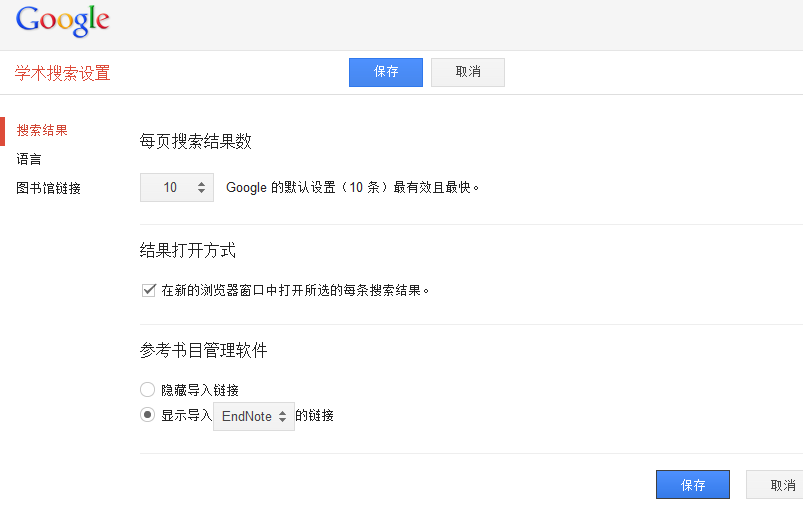 Google
学术搜索设置
保存
取消
搜索结果
语言
图书馆链接
每页搜索结果数
10
Google 的默认设置（10 条）最有效且最快。
结果打开方式
在新的浏览器窗口中打开所选的每条搜索结果。
参考书目管理软件
隐藏导入链接
显示导入 EndNote 的链接
保存
取消